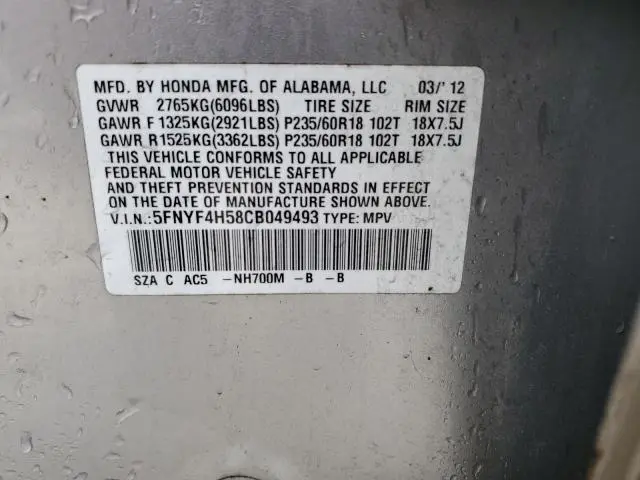 MFD. BY HONDA MFG. OF ALABAMA, LLC 03/' 12
GVWR 2765KG(6096LBS) TIRE SIZE RIM SIZE
GAWR F 1325KG(2921LBS) P235/60R18 102T 18X7.5J
GAWR R1525KG(3362LBS) P235/60R18 102T 18X7.5J
THIS VEHICLE CONFORMS TO ALL APPLICABLE
FEDERAL MOTOR VEHICLE SAFETY
AND THEFT PREVENTION STANDARDS IN EFFECT
ON THE DATE OF MANUFACTURE SHOWN ABOVE.
V.I.N.:5FNYF4H58CB049493 TYPE: MPV
SZA C AC5 -NH700M -B -B